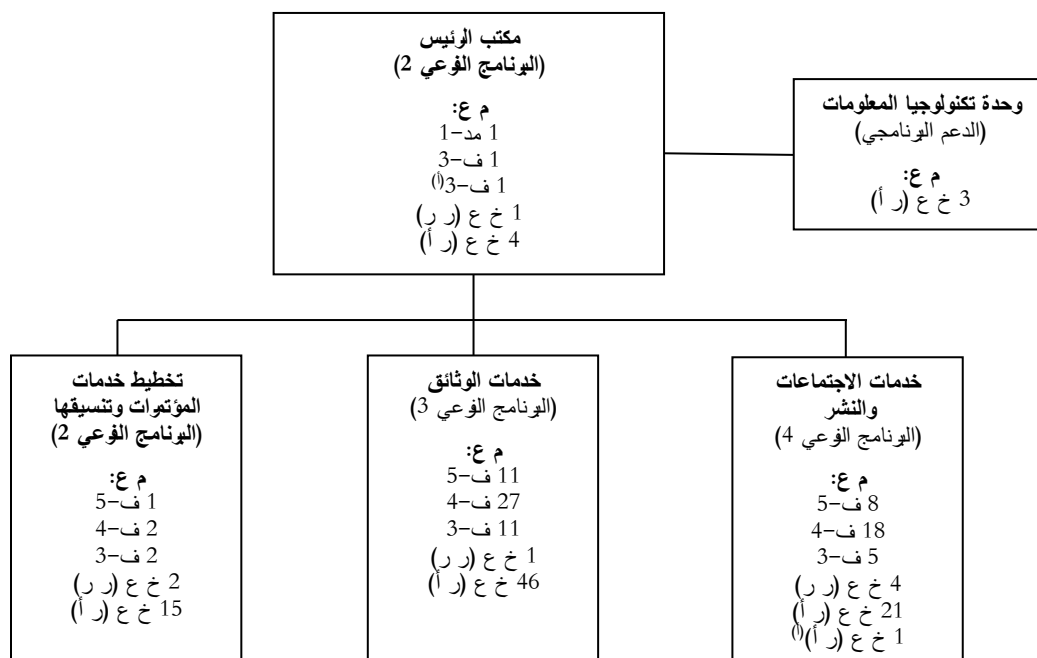 مكتب الرئيس
(البرنامج الفرعي 2)
م ع:
1 مد-1
1 ف-3
1 ف-3(أ)
1 خ ع (ر ر)
4 خ ع (ر أ)
وحدة تكنولوجيا المعلومات
(الدعم البرنامجي)
م ع:
3 خ ع (ر أ)
خدمات الاجتماعات
والنشر
(البرنامج الفرعي 4)
م ع:
8 ف-5
18 ف-4
5 ف-3
4 خ ع (ر ر)
21 خ ع (ر أ)
1 خ ع (ر أ)(أ)
خدمات الوثائق
(البرنامج الفرعي 3)
م ع:
11 ف-5
27 ف-4
11 ف-3
1 خ ع (ر ر)
46 خ ع (ر أ)
تخطيط خدمات
المؤتمرات وتنسيقها
(البرنامج الفرعي 2)
م ع:
1 ف-5
2 ف-4
2 ف-3
2 خ ع (ر ر)
15 خ ع (ر أ)